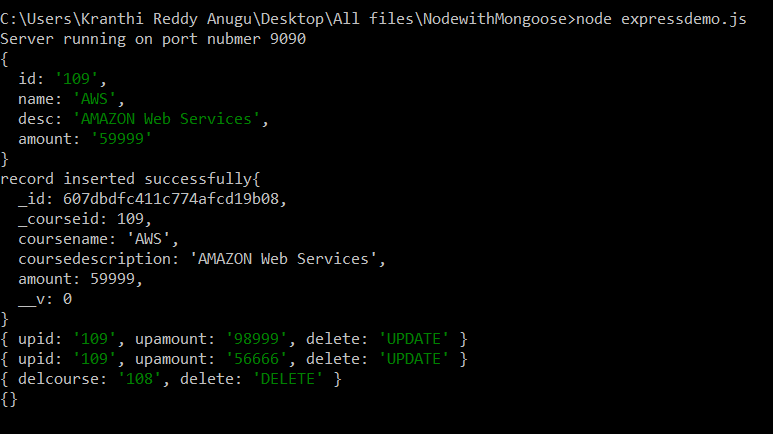 C:\Users\Kranthi Reddy Anugu\Desktop\All files\NodewithMongoose>node expressdemo.js
Server running on port nubmer 9090
{
  id: '109',
  name: 'AWS',
  desc: 'AMAZON Web Services',
  amount: '59999'
}
record inserted successfully{
  _id: 607dbdfc411c774afcd19b08,
  _courseid: 109,
  coursename: 'AWS',
  coursedescription: 'AMAZON Web Services',
  amount: 59999,
  __v: 0
}
{ upid: '109', upamount: '98999', delete: 'UPDATE' }
{ upid: '109', upamount: '56666', delete: 'UPDATE' }
{ delcourse: '108', delete: 'DELETE' }
{}